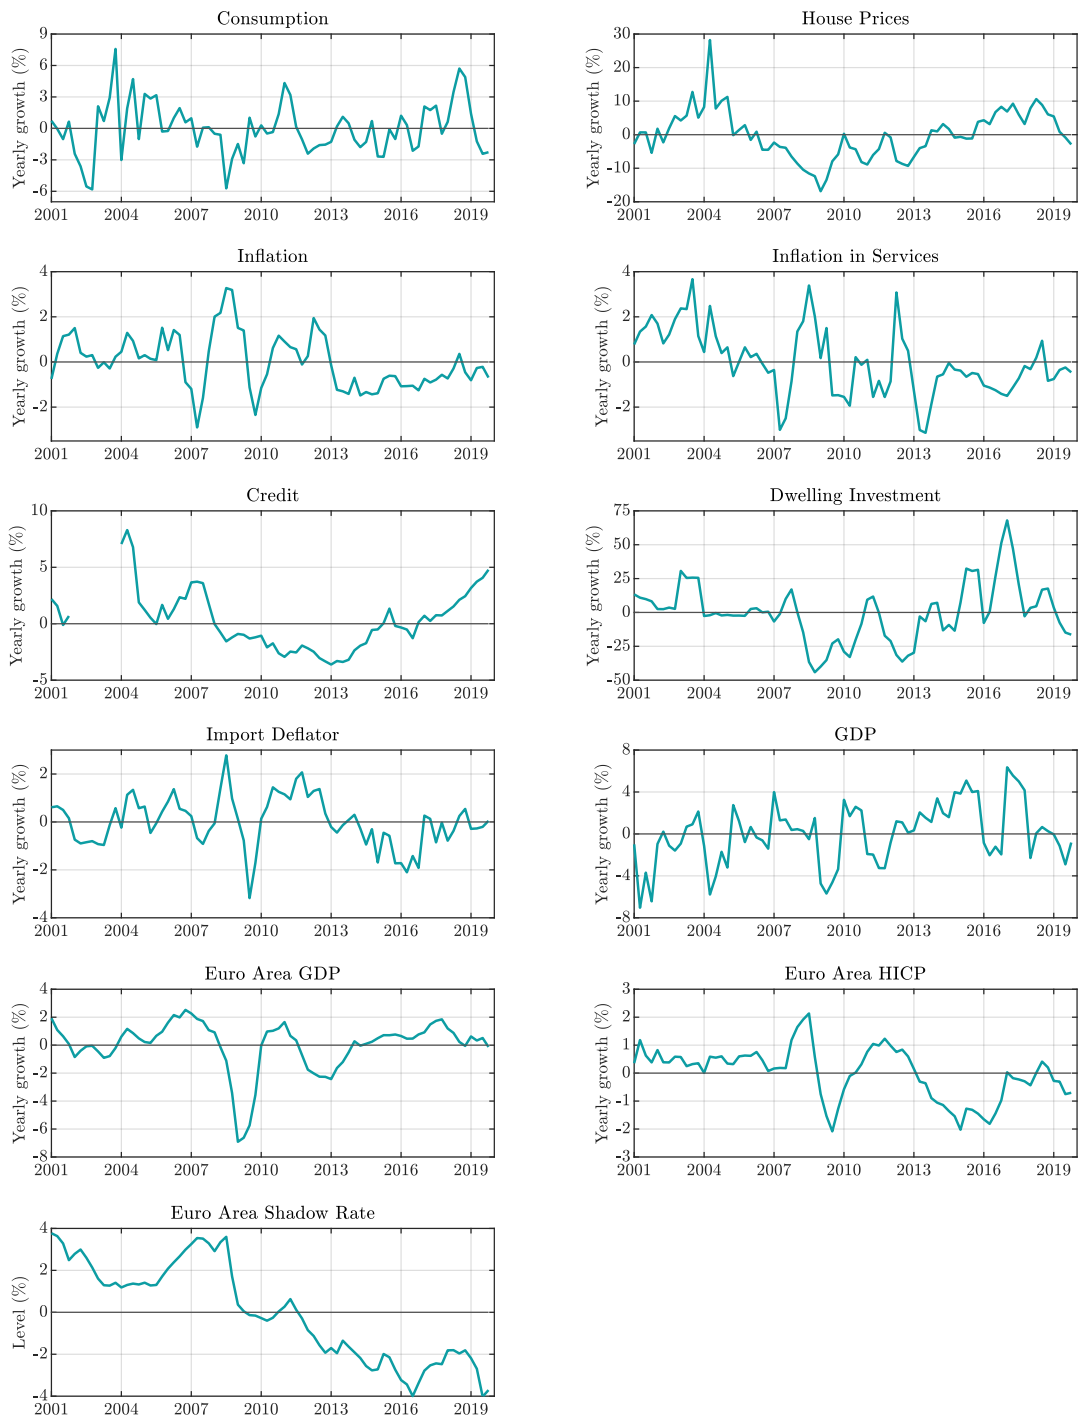 Consumption
Yearly growth (%)
9
6
3
0
-3
-6
2001 2004 2007 2010 2013 2016 2019
House Prices
Yearly growth (%)
30
20
10
0
-10
-20
2001 2004 2007 2010 2013 2016 2019
Inflation
Yearly growth (%)
4
2
0
-2
2001 2004 2007 2010 2013 2016 2019
Inflation in Services
Yearly growth (%)
4
2
0
-2
2001 2004 2007 2010 2013 2016 2019
Credit
Yearly growth (%)
10
5
0
-5
2001 2004 2007 2010 2013 2016 2019
Dwelling Investment
Yearly growth (%)
75
50
25
0
-25
-50
2001 2004 2007 2010 2013 2016 2019
Import Deflator
Yearly growth (%)
2
0
-2
-4
2001 2004 2007 2010 2013 2016 2019
GDP
Yearly growth (%)
8
4
0
-4
-8
2001 2004 2007 2010 2013 2016 2019
Euro Area GDP
Yearly growth (%)
4
2
0
-2
-4
-6
-8
2001 2004 2007 2010 2013 2016 2019
Euro Area HICP
Yearly growth (%)
3
2
1
0
-1
-2
-3
2001 2004 2007 2010 2013 2016 2019
Euro Area Shadow Rate
Level (%)
4
2
0
-2
-4
2001 2004 2007 2010 2013 2016 2019